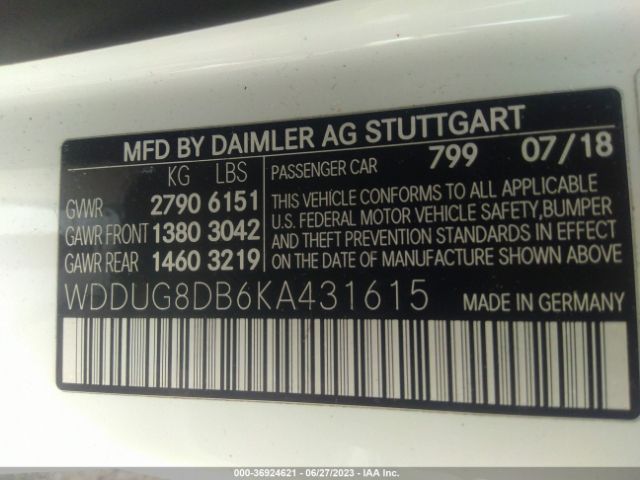 MFD BY DAIMLER AG STUTTGART
KG LBS
GVWR 2790 6151
GAWR FRONT 1380 3042
GAWR REAR 1460 3219
PASSENGER CAR 799 07/18
THIS VEHICLE CONFORMS TO ALL APPLICABLE
U.S. FEDERAL MOTOR VEHICLE SAFETY,BUMPER
AND THEFT PREVENTION STANDARDS IN EFFECT
ON THE DATE OF MANUFACTURE SHOWN ABOVE.
WDDUG8DB6KA431615 MADE IN GERMANY
000-36924621 - 06/27/2023 - IAA Inc.